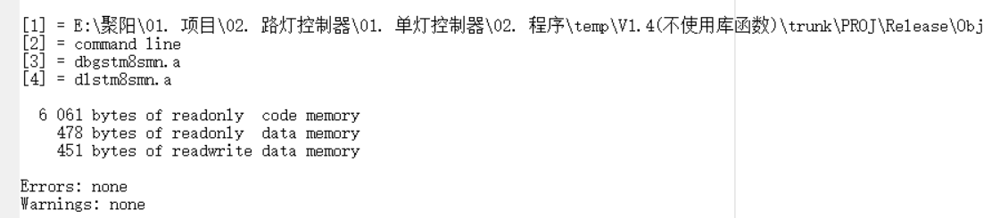 [1] = E:\聚阳\01. 项目\02. 路灯控制器\01. 单灯控制器\02. 程序\temp\V1.4(不使用库函数)\trunk\PROJ\Release\Obj
[2] = command line
[3] = dbgstm8smn.a
[4] = dlstm8smn.a
6 061 bytes of readonly  code memory
478 bytes of readonly  data memory
451 bytes of readwrite data memory
Errors: none
Warnings: none